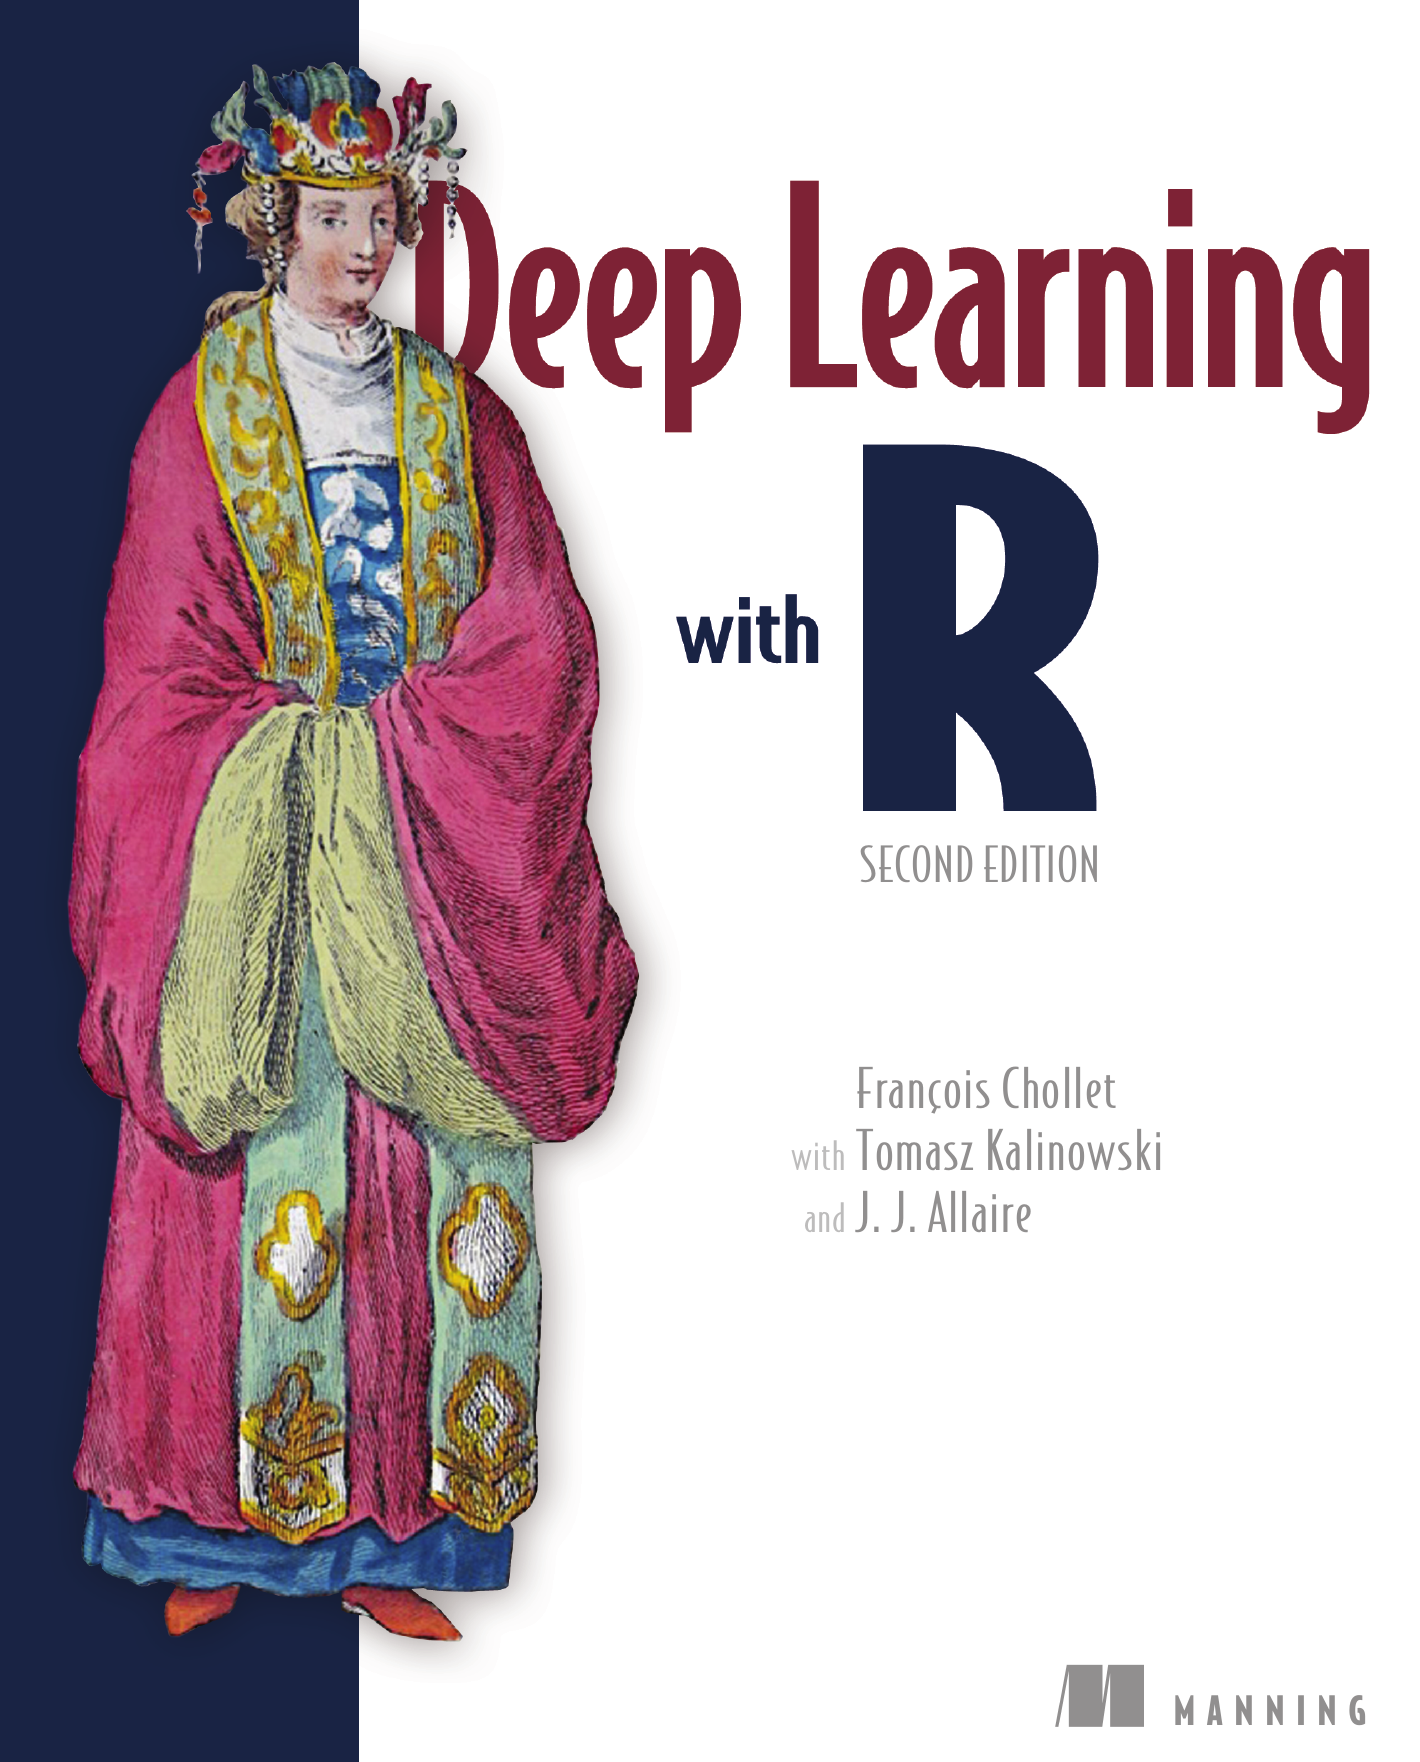 Deep Learning
with R
SECOND EDITION
François Chollet
with Tomasz Kalinowski
and J. J. Allaire
MANNING